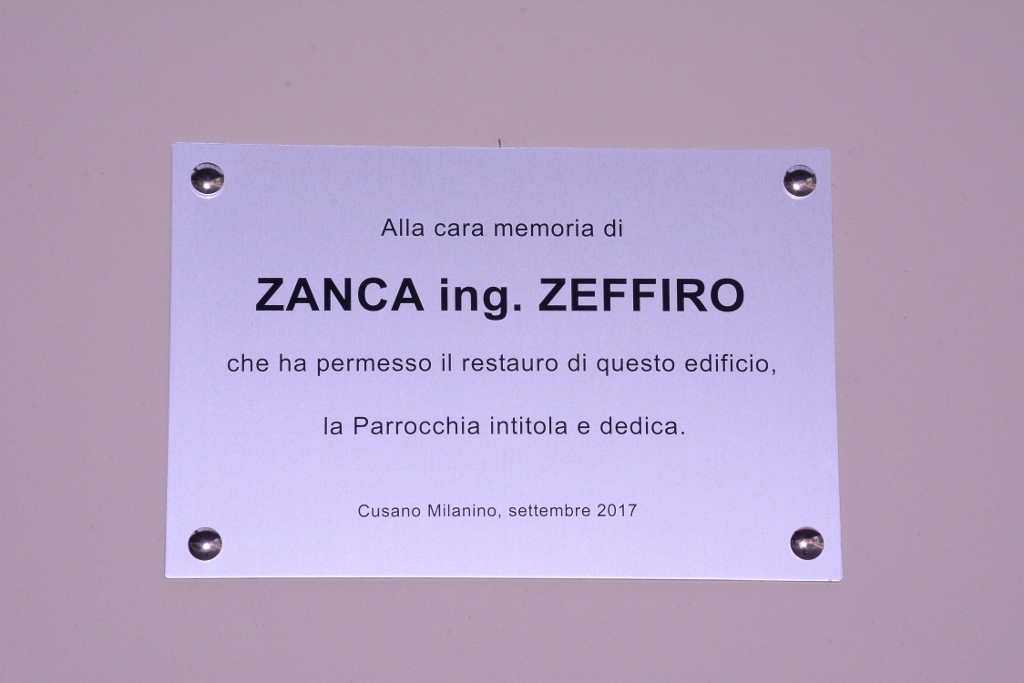 Alla cara memoria di
ZANCA ing. ZEFFIRO
che ha permesso il restauro di questo edificio,
la Parrocchia intitola e dedica.
Cusano Milanino, settembre 2017